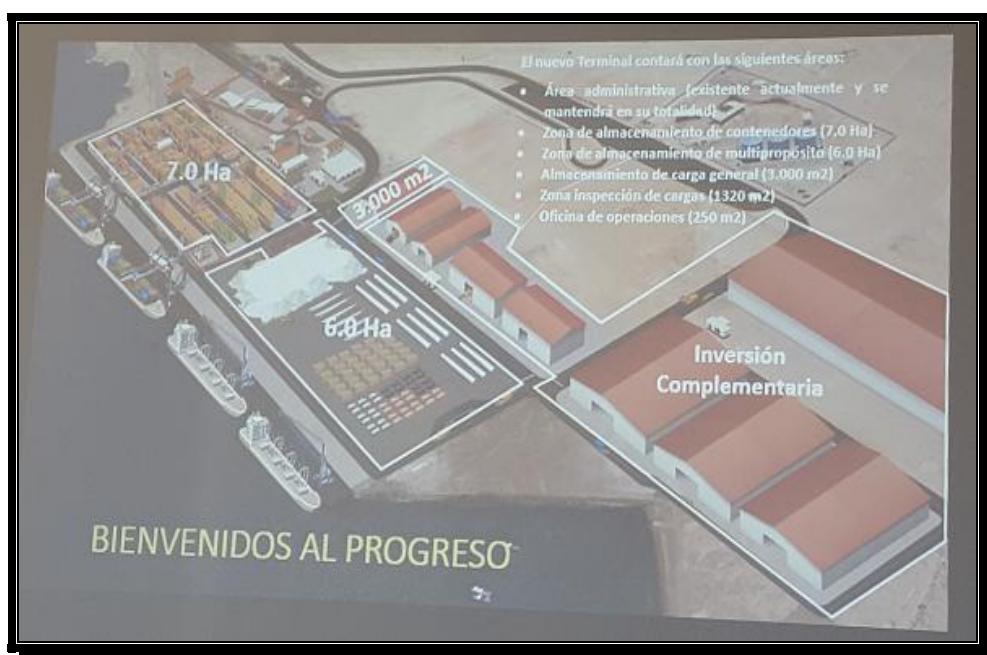 El nuevo Terminal contará con las siguientes áreas:
• Área administrativa (existente actualmente y se
mantendrá en su totalidad)
• Zona de almacenamiento de contenedores (7,0 Ha)
• Zona de almacenamiento de multipropósito (6.0 Ha)
• Almacenamiento de carga general (3.000 m2)
• Zona inspección de cargas (1320 m2)
• Oficina de operaciones (250 m2)
7.0 Ha
3.000 m2
6.0 Ha
Inversión
Complementaria
BIENVENIDOS AL PROGRESO